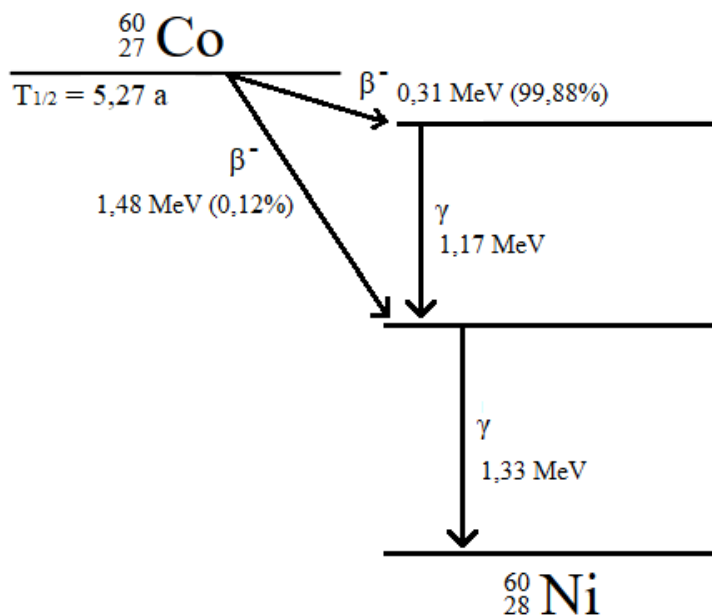 60
27 Co
T1/2 = 5,27 a
β- 0,31 MeV (99,88%)
β-
1,48 MeV (0,12%)
γ
1,17 MeV
γ
1,33 MeV
60
28 Ni